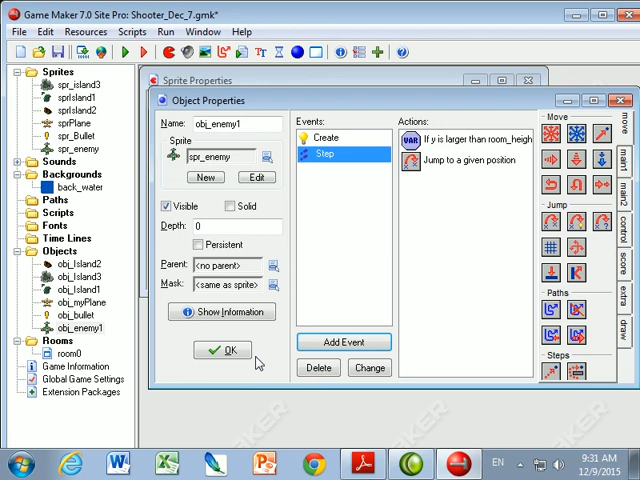 Game Maker 7.0 Site Pro: Shooter_Dec_7.gmk*
File Edit Resources Scripts Run Window Help
Sprites
spr_island3
sprIsland1
sprIsland2
sprPlane
spr_Bullet
spr_enemy
Sounds
Backgrounds
back_water
Paths
Scripts
Fonts
Time Lines
Objects
obj_Island2
obj_Island3
obj_Island1
obj_myPlane
obj_bullet
obj_enemy1
Rooms
room0
Game Information
Global Game Settings
Extension Packages
Sprite Properties
Object Properties
Name: obj_enemy1
Sprite
spr_enemy
New Edit
Visible Solid
Depth: 0
Persistent
Parent: <no parent>
Mask: <same as sprite>
Show Information
OK
Events:
Create
Step
Add Event
Delete Change
Actions:
VAR If y is larger than room_heigh
Jump to a given position
Move
Jump
Paths
Steps
move
main1
main2
control
score
extra
draw
EN
9:31 AM
12/9/2015